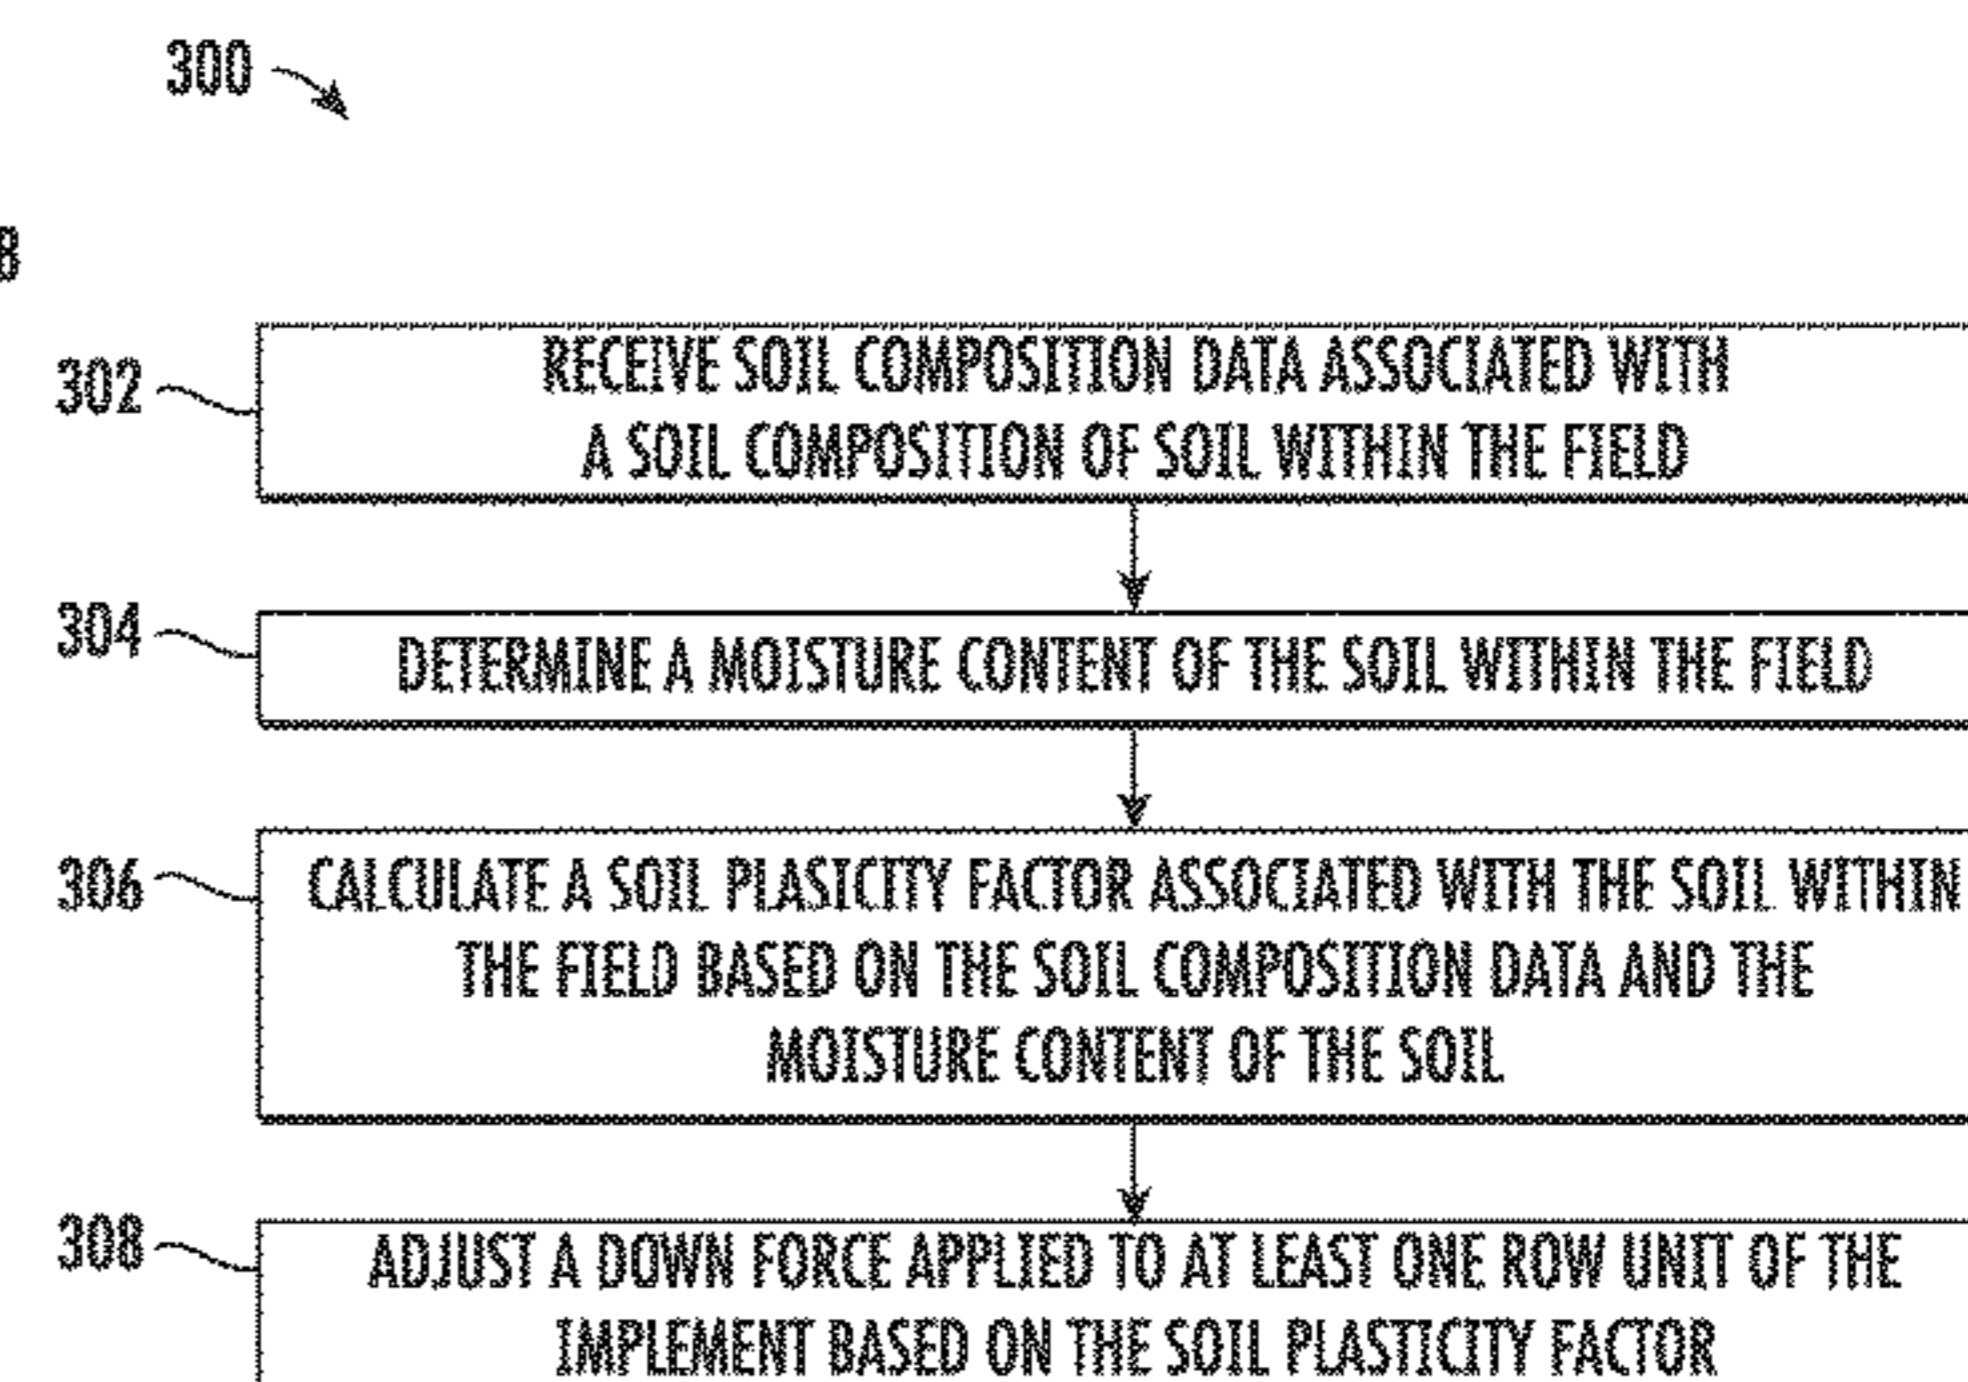 300
8
302
RECEIVE SOIL COMPOSITION DATA ASSOCIATED WITH
A SOIL COMPOSITION OF SOIL WITHIN THE FIELD
304
DETERMINE A MOISTURE CONTENT OF THE SOIL WITHIN THE FIELD
306
CALCULATE A SOIL PLASICITY FACTOR ASSOCIATED WITH THE SOIL WITHIN
THE FIELD BASED ON THE SOIL COMPOSITION DATA AND THE
MOISTURE CONTENT OF THE SOIL
308
ADJUST A DOWN FORCE APPLIED TO AT LEAST ONE ROW UNIT OF THE
IMPLEMENT BASED ON THE SOIL PLASTICITY FACTOR